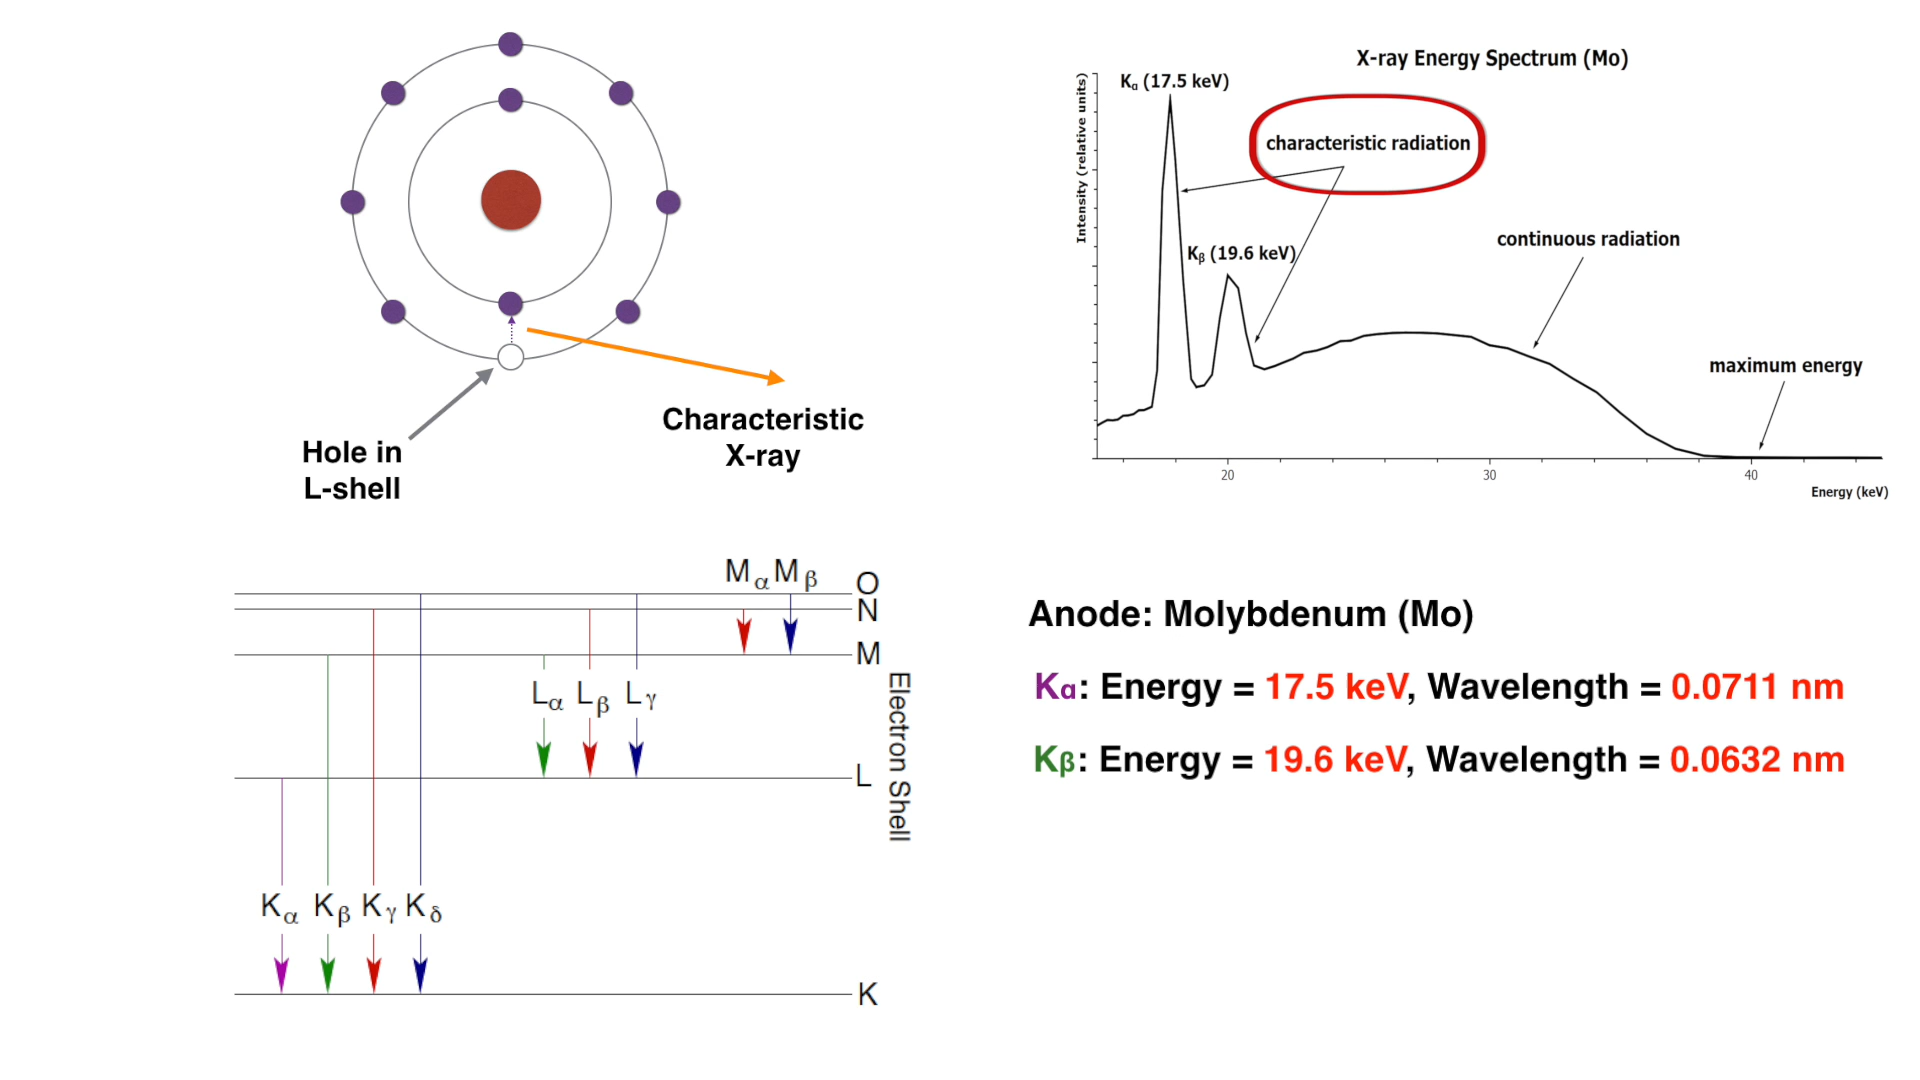 Hole in
L-shell
Characteristic
X-ray
X-ray Energy Spectrum (Mo)
Intensity (relative units)
Kα (17.5 keV)
characteristic radiation
Kβ (19.6 keV)
continuous radiation
maximum energy
20 30 40
Energy (keV)
Mα Mβ
O
N
M
Lα Lβ Lγ
L
Electron Shell
Kα Kβ Kγ Kδ
K
Anode: Molybdenum (Mo)
Kα: Energy = 17.5 keV, Wavelength = 0.0711 nm
Kβ: Energy = 19.6 keV, Wavelength = 0.0632 nm